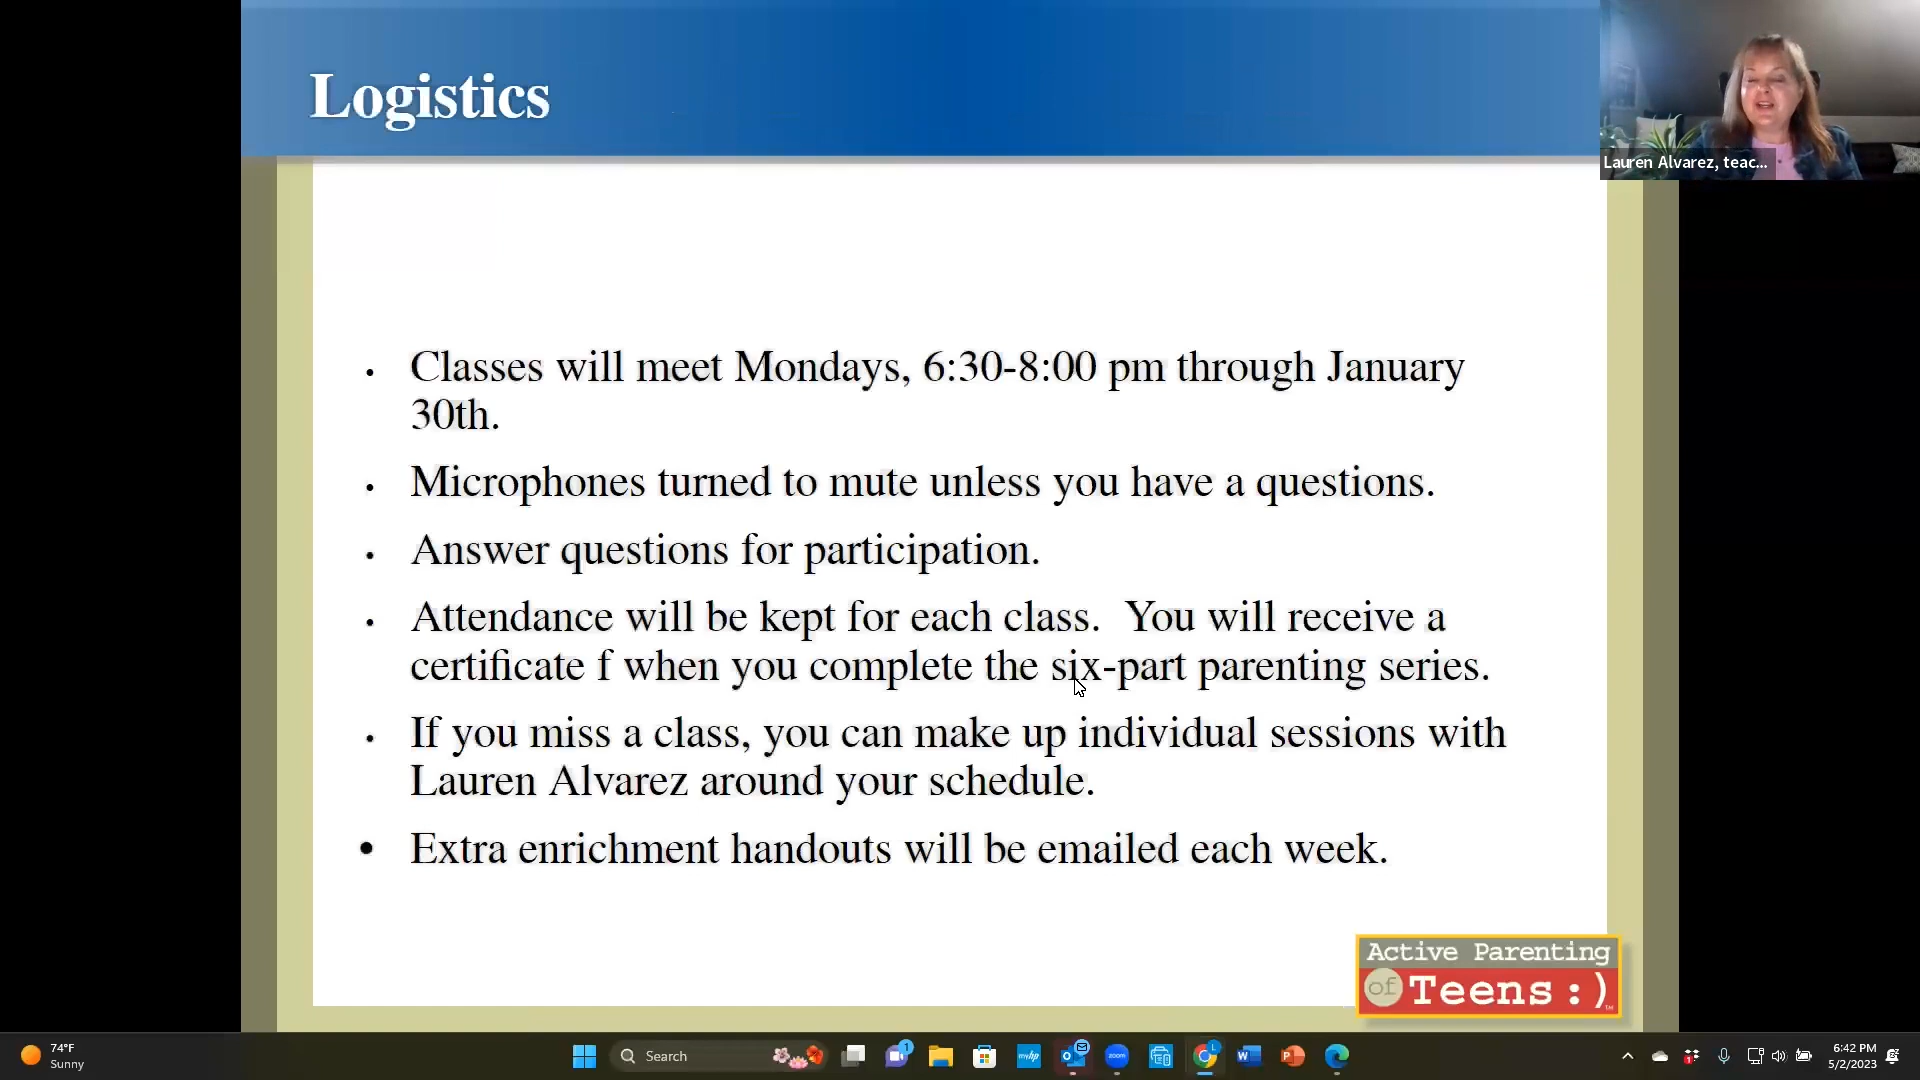 Logistics
Lauren Alvarez, teac...
Classes will meet Mondays, 6:30-8:00 pm through January
30th.
Microphones turned to mute unless you have a questions.
Answer questions for participation.
Attendance will be kept for each class. You will receive a
certificate f when you complete the six-part parenting series.
If you miss a class, you can make up individual sessions with
Lauren Alvarez around your schedule.
Extra enrichment handouts will be emailed each week.
Active Parenting
of Teens :)
74°F
Sunny
Search
1
myhp
zoom
L
W
P
1
6:42 PM
5/2/2023